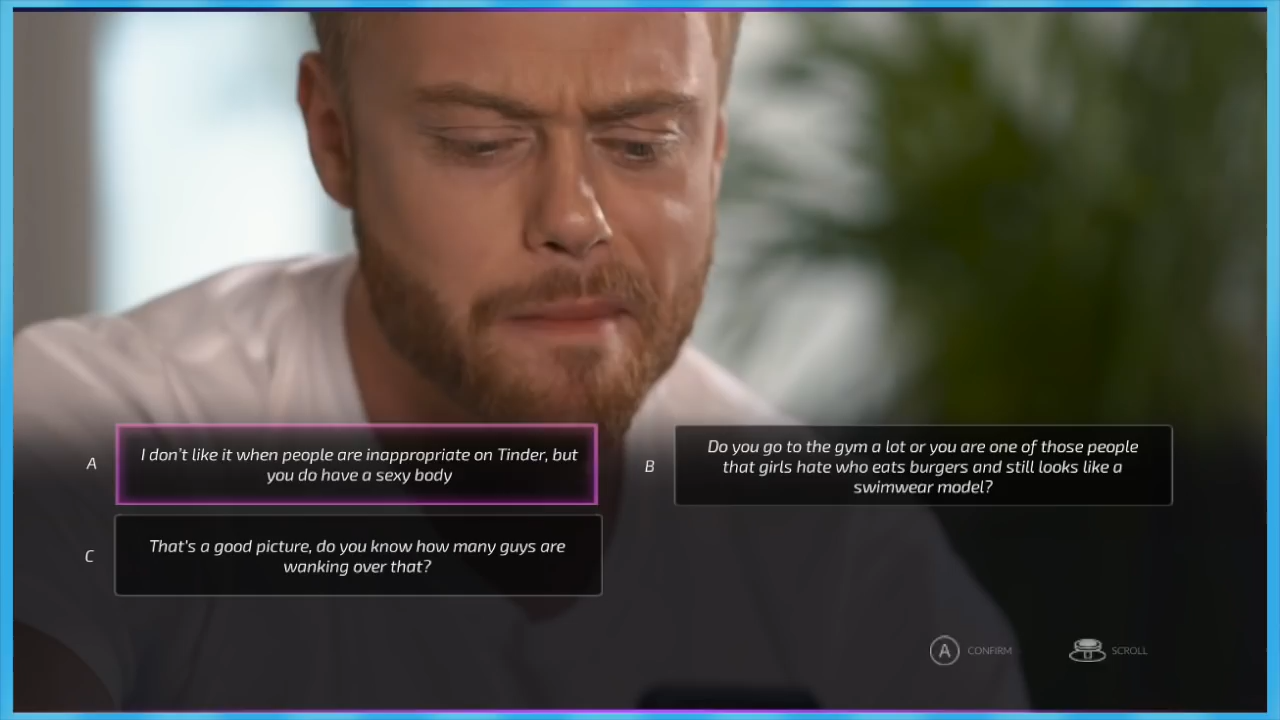 A
I don't like it when people are inappropriate on Tinder, but
you do have a sexy body
B
Do you go to the gym a lot or you are one of those people
that girls hate who eats burgers and still looks like a
swimwear model?
C
That's a good picture, do you know how many guys are
wanking over that?
A CONFIRM
SCROLL